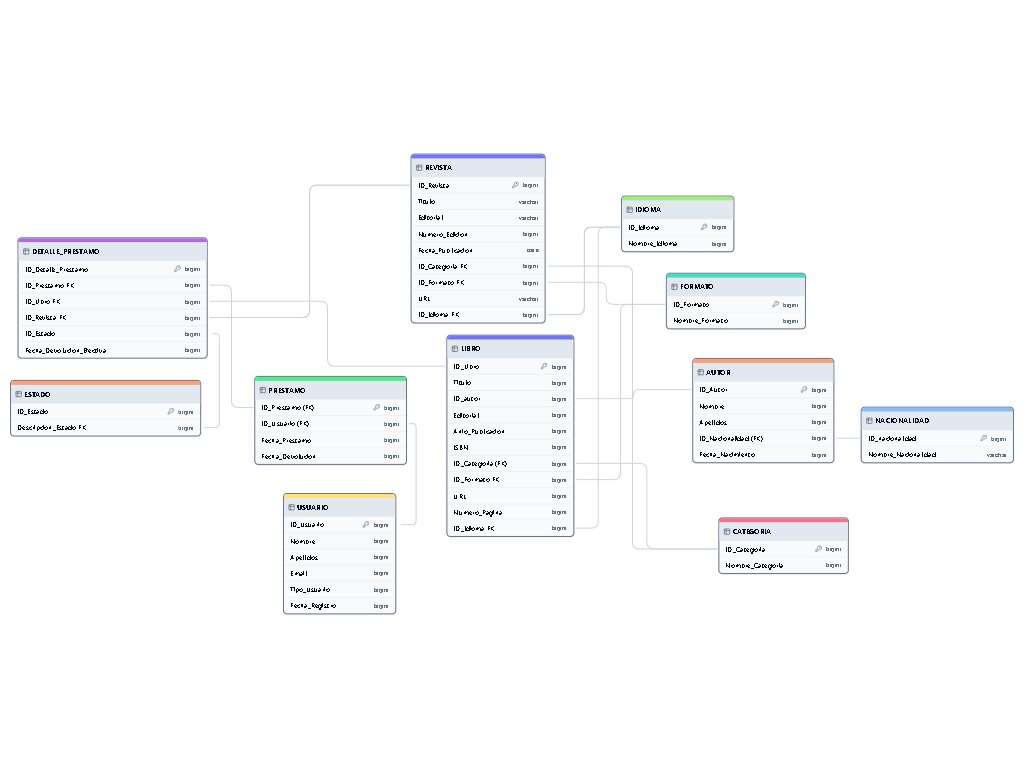 REVISTA
ID_Revista bigint
Titulo varchar
Editorial bigint
Numero_Edicion bigint
Fecha_Publicacion date
ID_Categoria FK bigint
ID_Formato FK bigint
URL varchar
ID_Idioma FK bigint
IDIOMA
ID_Idioma bigint
Nombre_Idioma bigint
DETALLE_PRESTAMO
ID_Detalle_Prestamo bigint
ID_Prestamo FK bigint
ID_Libro FK bigint
ID_Revista FK bigint
ID_Estado bigint
Fecha_Devolucion_Efectiva bigint
FORMATO
ID_Formato bigint
Nombre_Formato bigint
LIBRO
ID_Libro bigint
Titulo bigint
ID_autor bigint
Editorial bigint
Anio_Publicacion bigint
ISBN bigint
ID_Categoria (FK) bigint
ID_Formato FK bigint
URL bigint
Numero_Pagina bigint
ID_Idioma FK bigint
AUTOR
ID_Autor bigint
Nombre bigint
Apellidos bigint
ID_Nacionalidad (FK) bigint
Fecha_Nacimiento bigint
ESTADO
ID_Estado bigint
Descripcion_Estado FK bigint
PRESTAMO
ID_Prestamo (FK) bigint
ID_Usuario (FK) bigint
Fecha_Prestamo bigint
Fecha_Devolucion bigint
NACIONALIDAD
ID_nacionalidad bigint
Nombre_Nacionalidad varchar
USUARIO
ID_Usuario bigint
Nombre bigint
Apellidos bigint
Email bigint
Tipo_usuario bigint
Fecha_Registro bigint
CATEGORIA
ID_Categoria bigint
Nombre_Categoria bigint